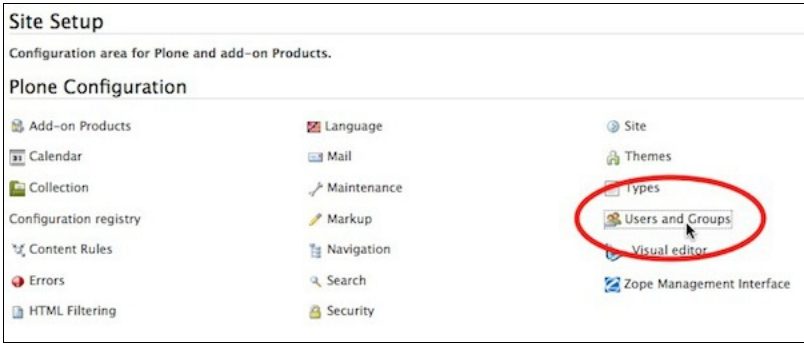 Site Setup
Configuration area for Plone and add-on Products.
Plone Configuration
Add-on Products
Calendar
Collection
Configuration registry
Content Rules
Errors
HTML Filtering
Language
Mail
Maintenance
Markup
Navigation
Search
Security
Site
Themes
Types
Users and Groups
Visual editor
Zope Management Interface